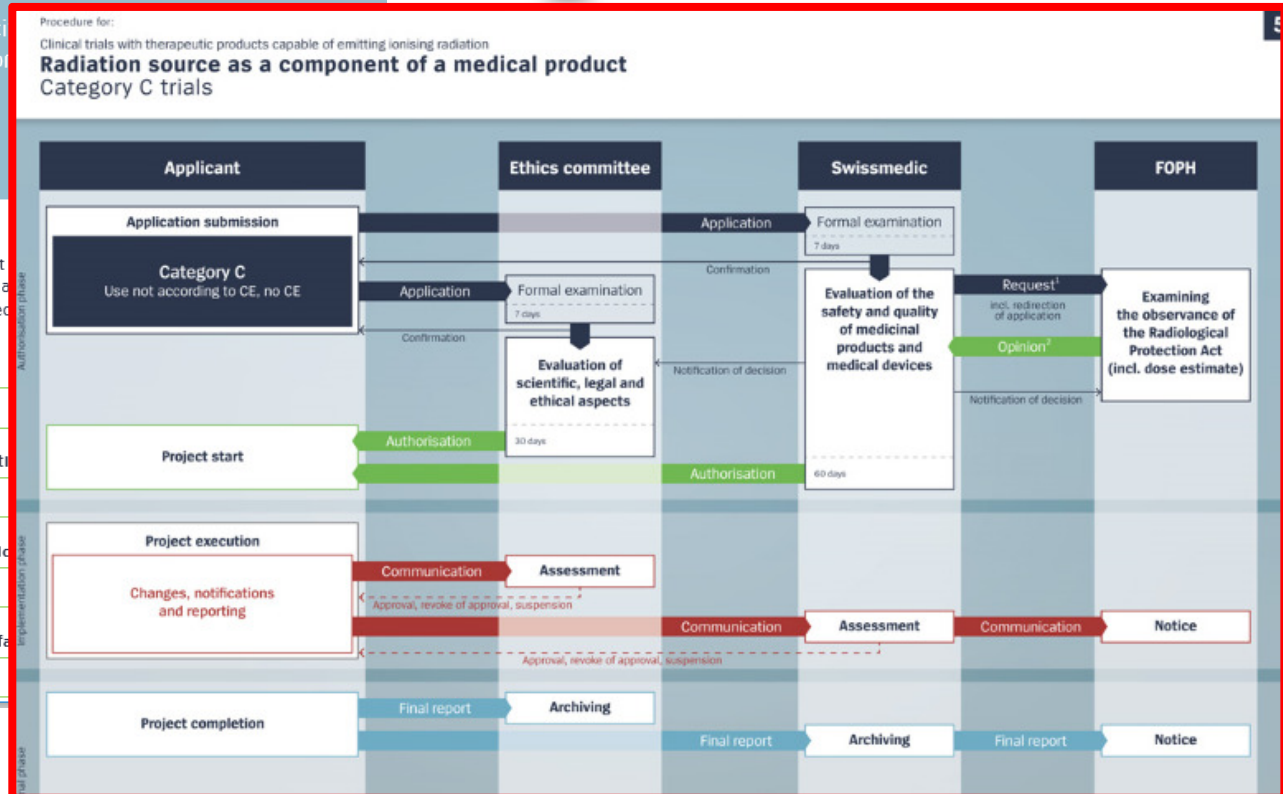 Procedure for:
Clinical trials with therapeutic products capable of emitting ionising radiation
Radiation source as a component of a medical product
Category C trials
5
Applicant
Ethics committee
Swissmedic
FOPH
Authorisation phase
Application submission
Category C
Use not according to CE, no CE
Application
Formal examination
7 days
Confirmation
Application
Formal examination
7 days
Confirmation
Evaluation of
scientific, legal and
ethical aspects
30 days
Evaluation of the
safety and quality
of medicinal
products and
medical devices
60 days
Request¹
incl. redirection
of application
Opinion²
Examining
the observance of
the Radiological
Protection Act
(incl. dose estimate)
Notification of decision
Notification of decision
Authorisation
Authorisation
Project start
Implementation phase
Project execution
Changes, notifications
and reporting
Communication
Assessment
Approval, revoke of approval, suspension
Communication
Assessment
Communication
Notice
Approval, revoke of approval, suspension
Project completion
Final report
Archiving
Final report
Archiving
Final report
Notice
phase